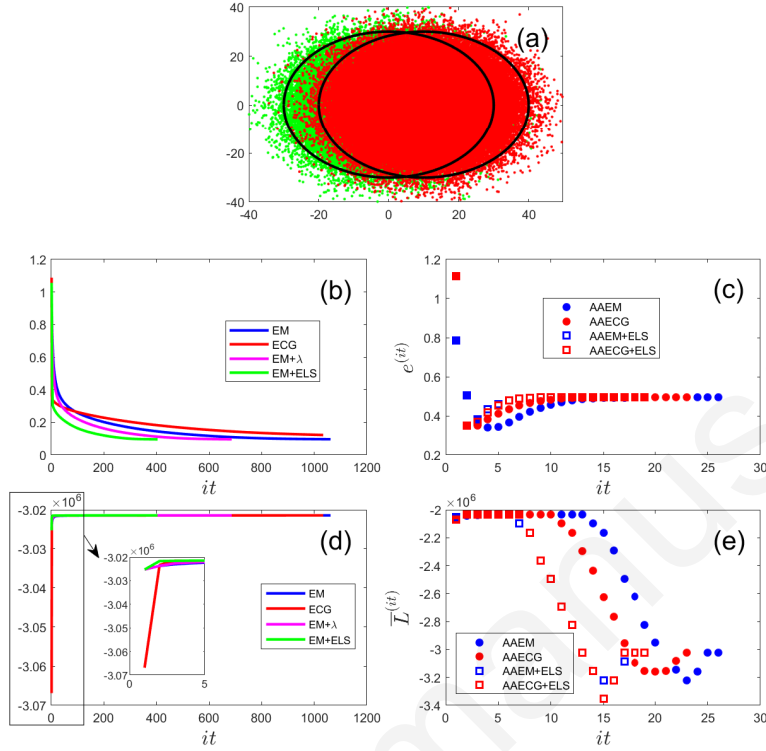 (a)
40
20
0
-20
-40
-40 -20 0 20 40
(b)
1.2
1
0.8
0.6
0.4
0.2
0
EM
ECG
EM+λ
EM+ELS
0 200 400 600 800 1000 1200
it
(c)
e^(it)
1.2
1
0.8
0.6
0.4
0.2
AAEM
AAECG
AAEM+ELS
AAECG+ELS
0 5 10 15 20 25 30
it
(d)
×10^6
-3.02
-3.03
-3.04
-3.05
-3.06
-3.07
×10^6
-3.02
-3.03
-3.04
-3.05
-3.06
-3.07
0 5
EM
ECG
EM+λ
EM+ELS
0 200 400 600 800 1000 1200
it
(e)
L̅^(it)
×10^6
-2
-2.2
-2.4
-2.6
-2.8
-3
-3.2
-3.4
AAEM
AAECG
AAEM+ELS
AAECG+ELS
0 5 10 15 20 25 30
it
manus